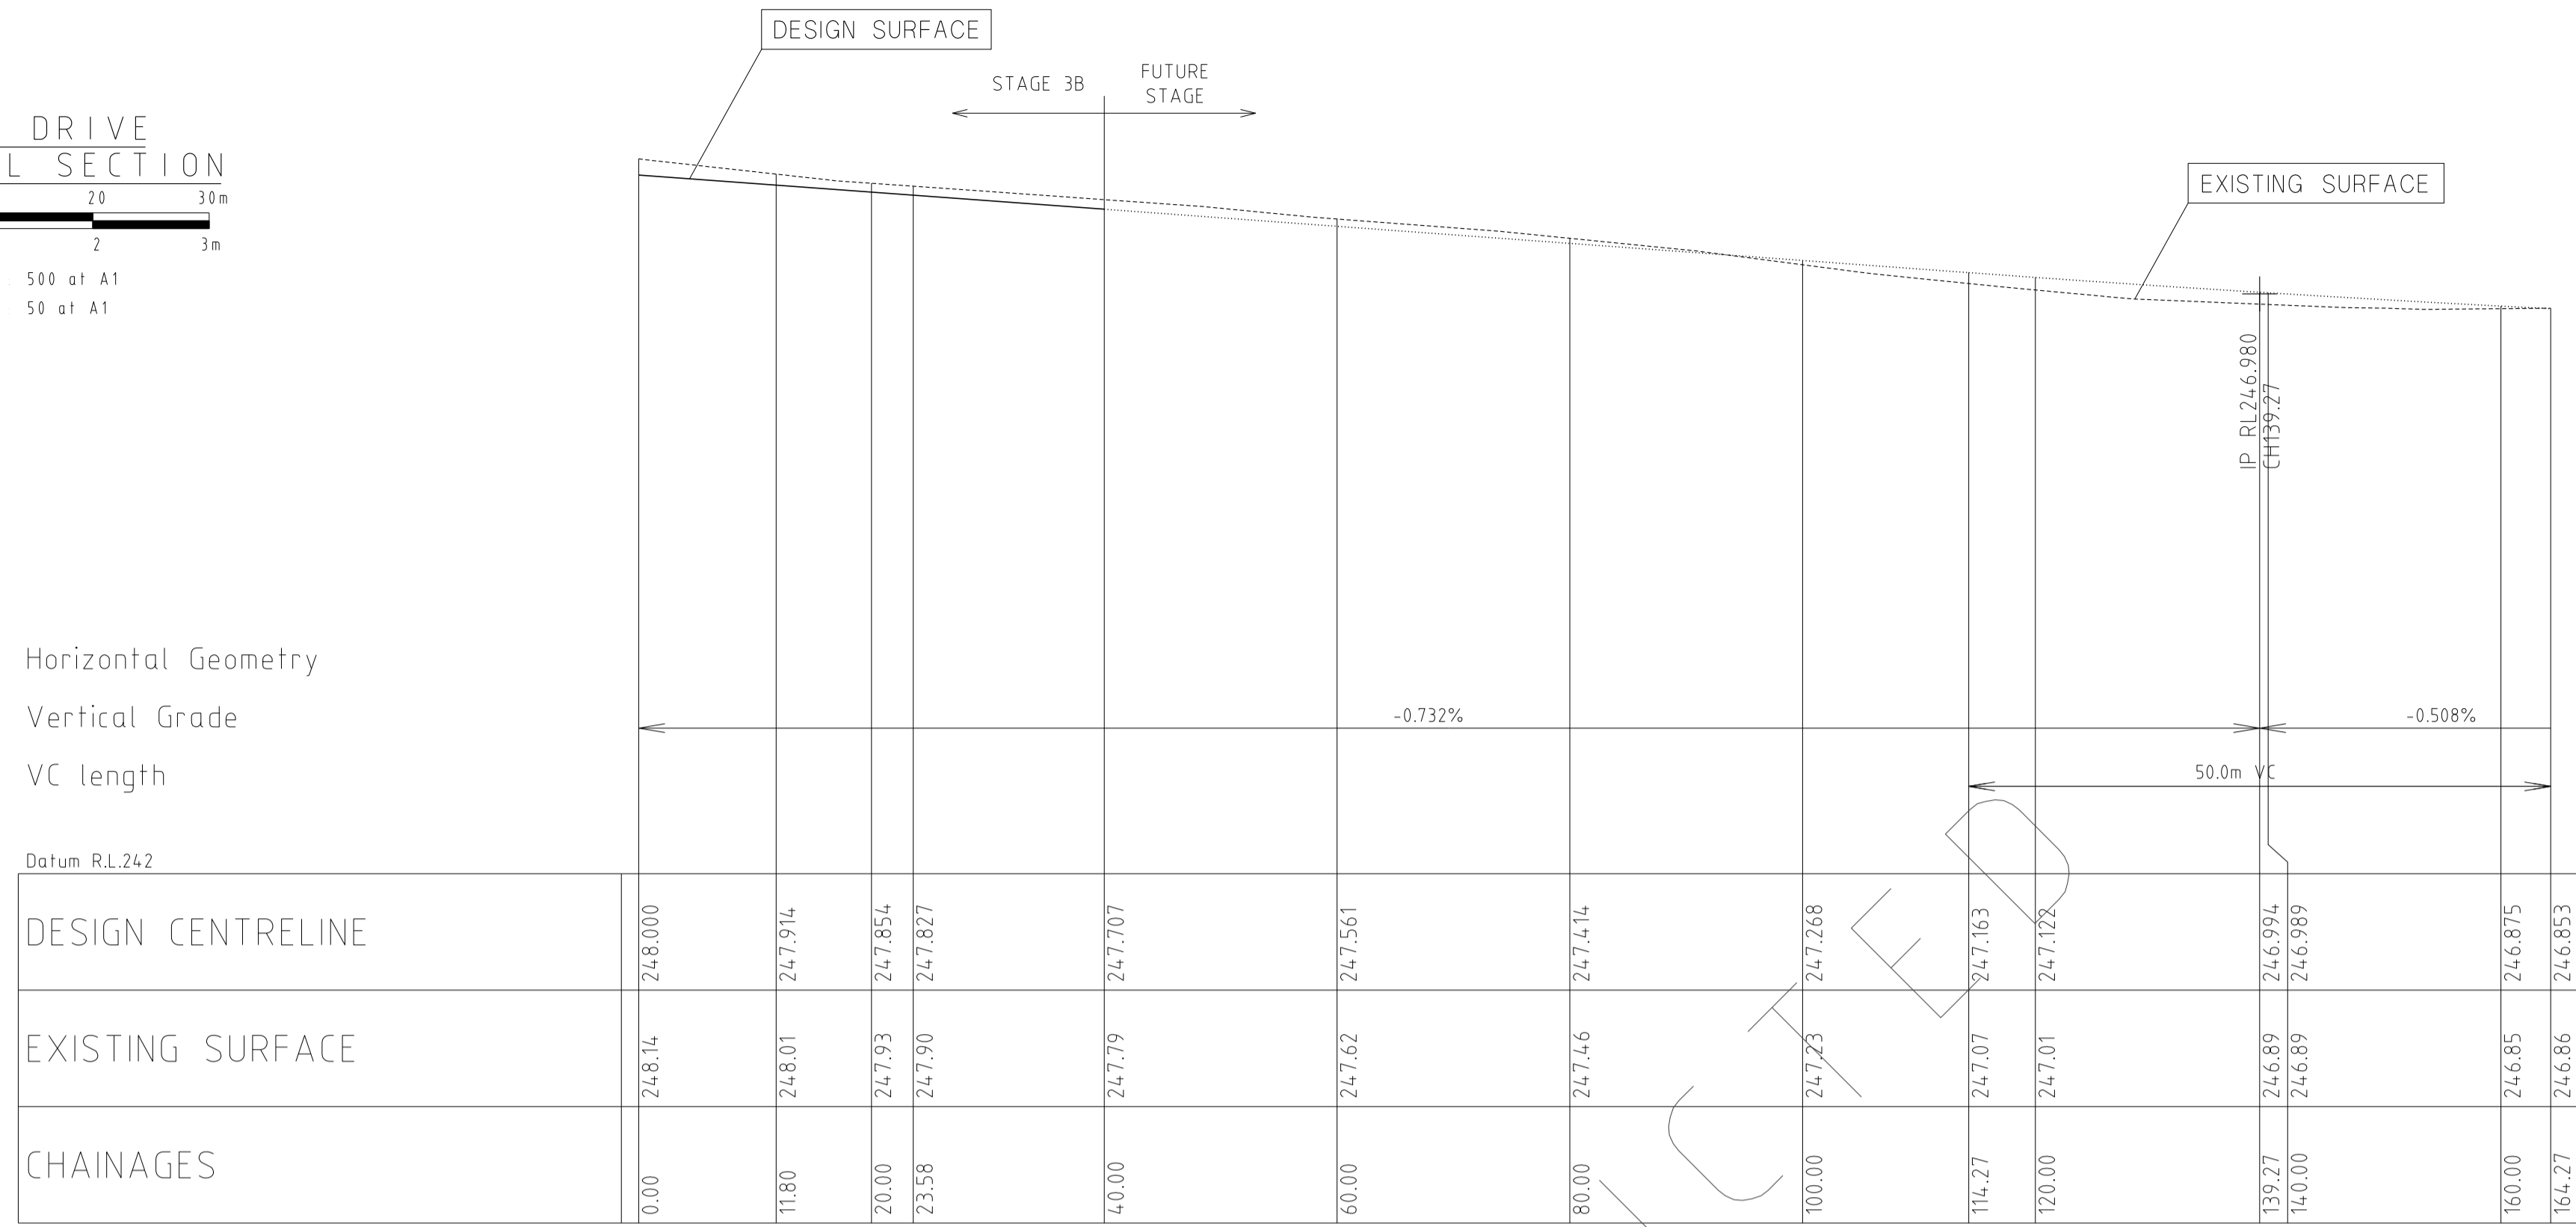 DESIGN SURFACE
STAGE 3B
FUTURE
STAGE
DRIVE
L SECTION
20 30m
2 3m
500 at A1
50 at A1
EXISTING SURFACE
IP RL246.980
CH139.27
Horizontal Geometry
Vertical Grade
-0.732% -0.508%
VC length
50.0m VC
Datum R.L.242
DESIGN CENTRELINE
248.000 247.914 247.854 247.827 247.707 247.561 247.414 247.268 247.163 247.122 246.994 246.989 246.875 246.853
EXISTING SURFACE
248.14 248.01 247.93 247.90 247.79 247.62 247.46 247.23 247.07 247.01 246.89 246.89 246.85 246.86
CHAINAGES
0.00 11.80 20.00 23.58 40.00 60.00 80.00 100.00 114.27 120.00 139.27 140.00 160.00 164.27
CTED